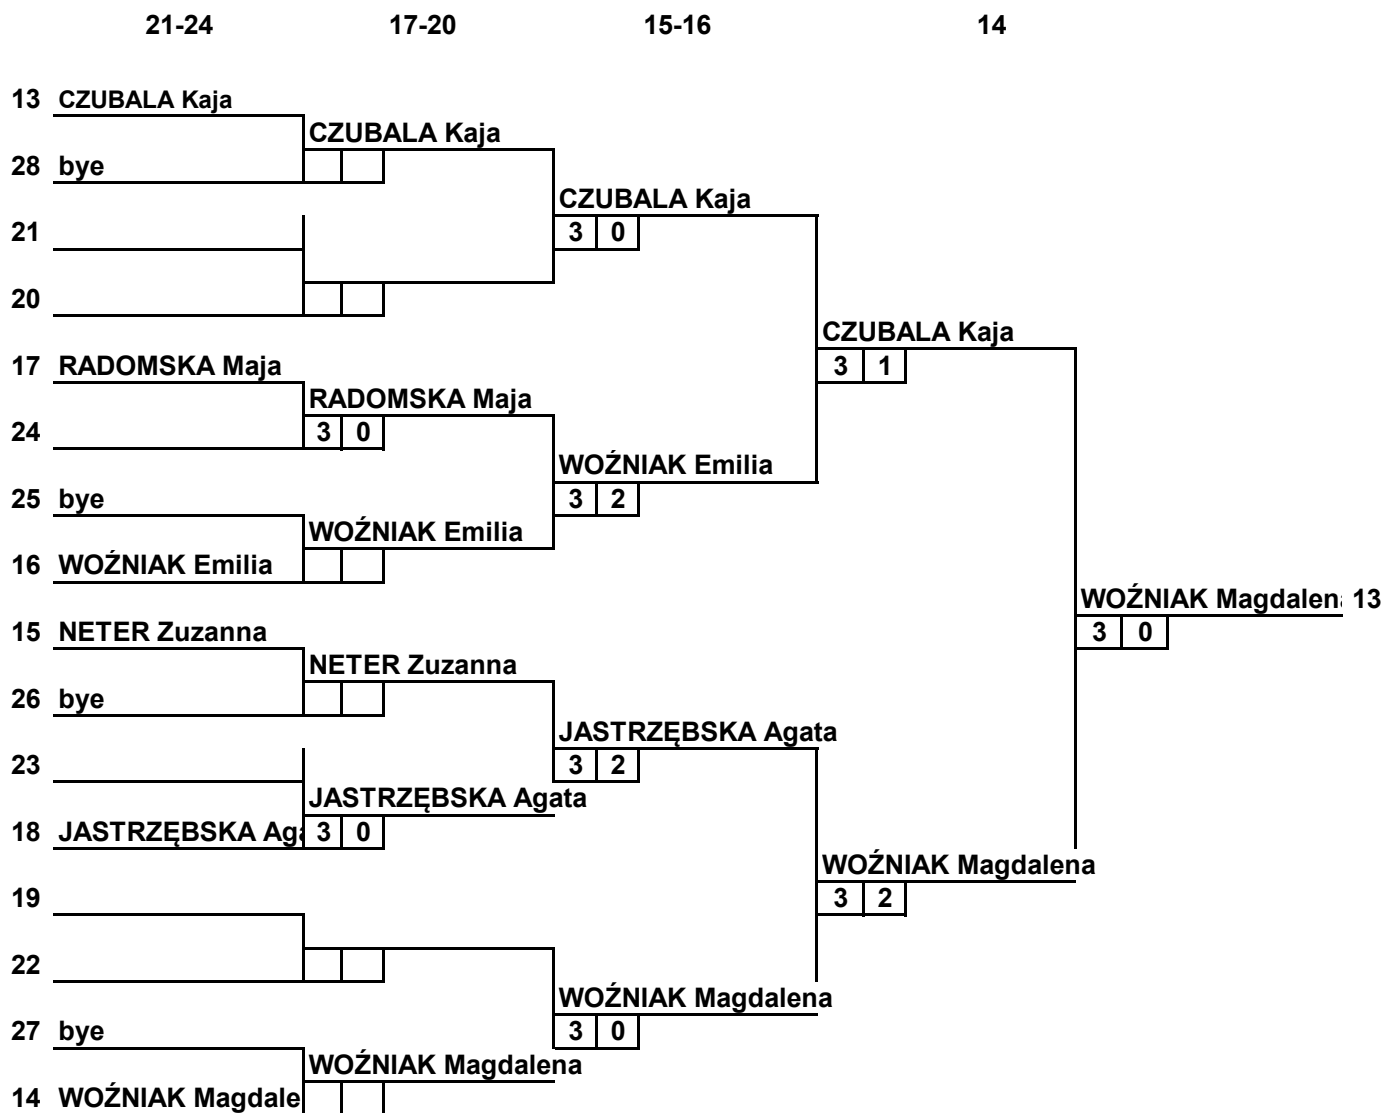 21-24 17-20 15-16 14
13 CZUBALA Kaja
CZUBALA Kaja
28 bye
CZUBALA Kaja
21 3 0
20
CZUBALA Kaja
17 RADOMSKA Maja 3 1
RADOMSKA Maja
24 3 0
WOŹNIAK Emilia
25 bye 3 2
WOŹNIAK Emilia
16 WOŹNIAK Emilia
WOŹNIAK Magdalen 13
15 NETER Zuzanna 3 0
NETER Zuzanna
26 bye
JASTRZĘBSKA Agata
23 3 2
JASTRZĘBSKA Agata
18 JASTRZĘBSKA Aga 3 0
WOŹNIAK Magdalena
19 3 2
22
WOŹNIAK Magdalena
27 bye 3 0
WOŹNIAK Magdalena
14 WOŹNIAK Magdale